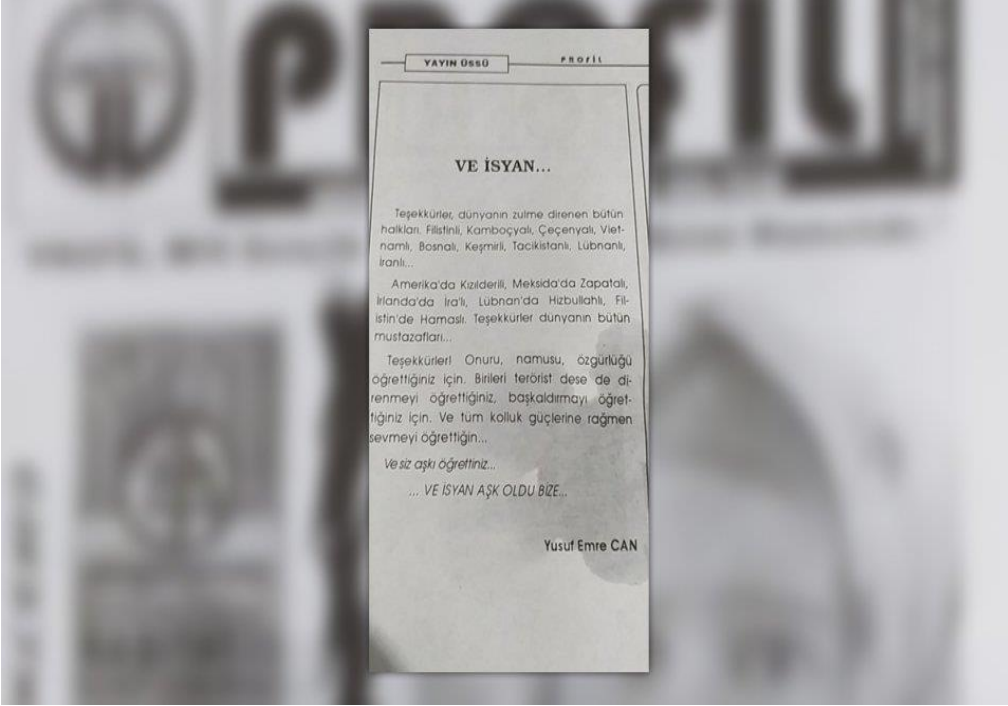 PROFİL
YAYIN ÜSSÜ
PROFİL
VE İSYAN...
Teşekkürler, dünyanın zulme direnen bütün
halkları. Filistinli, Kamboçyalı, Çeçenyalı, Viet-
namlı, Bosnalı, Keşmirli, Tacikistanlı, Lübnanlı,
İranlı...
Amerika'da Kızılderili, Meksida'da Zapatalı,
İrlanda'da İra'lı, Lübnan'da Hizbullahlı, Fil-
istin'de Hamaslı. Teşekkürler dünyanın bütün
mustazafları...
Teşekkürler! Onuru, namusu, özgürlüğü
öğrettiğiniz için. Birileri terörist dese de di-
renmeyi öğrettiğiniz, başkaldırmayı öğret-
tiğiniz için. Ve tüm kolluk güçlerine rağmen
sevmeyi öğrettiğin...
Ve siz aşkı öğrettiniz...
... VE İSYAN AŞK OLDU BİZE...
Yusuf Emre CAN